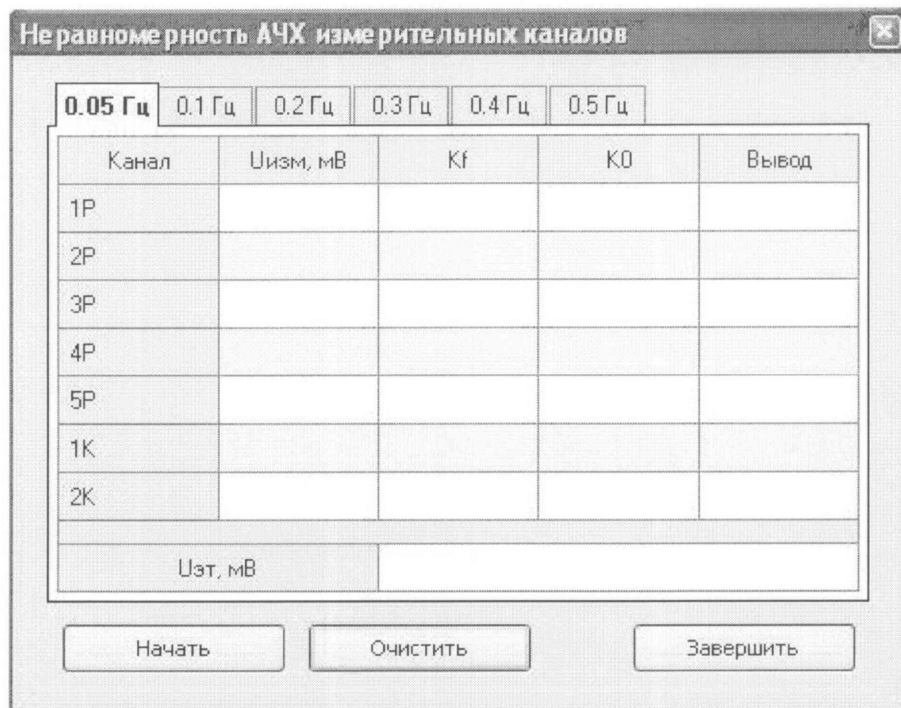 Неравномерность АЧХ измерительных каналов
0.05 Гц 0.1 Гц 0.2 Гц 0.3 Гц 0.4 Гц 0.5 Гц
Канал Uизм, мВ Kf K0 Вывод
1P
2P
3P
4P
5P
1K
2K
Uэт, мВ
Начать Очистить Завершить